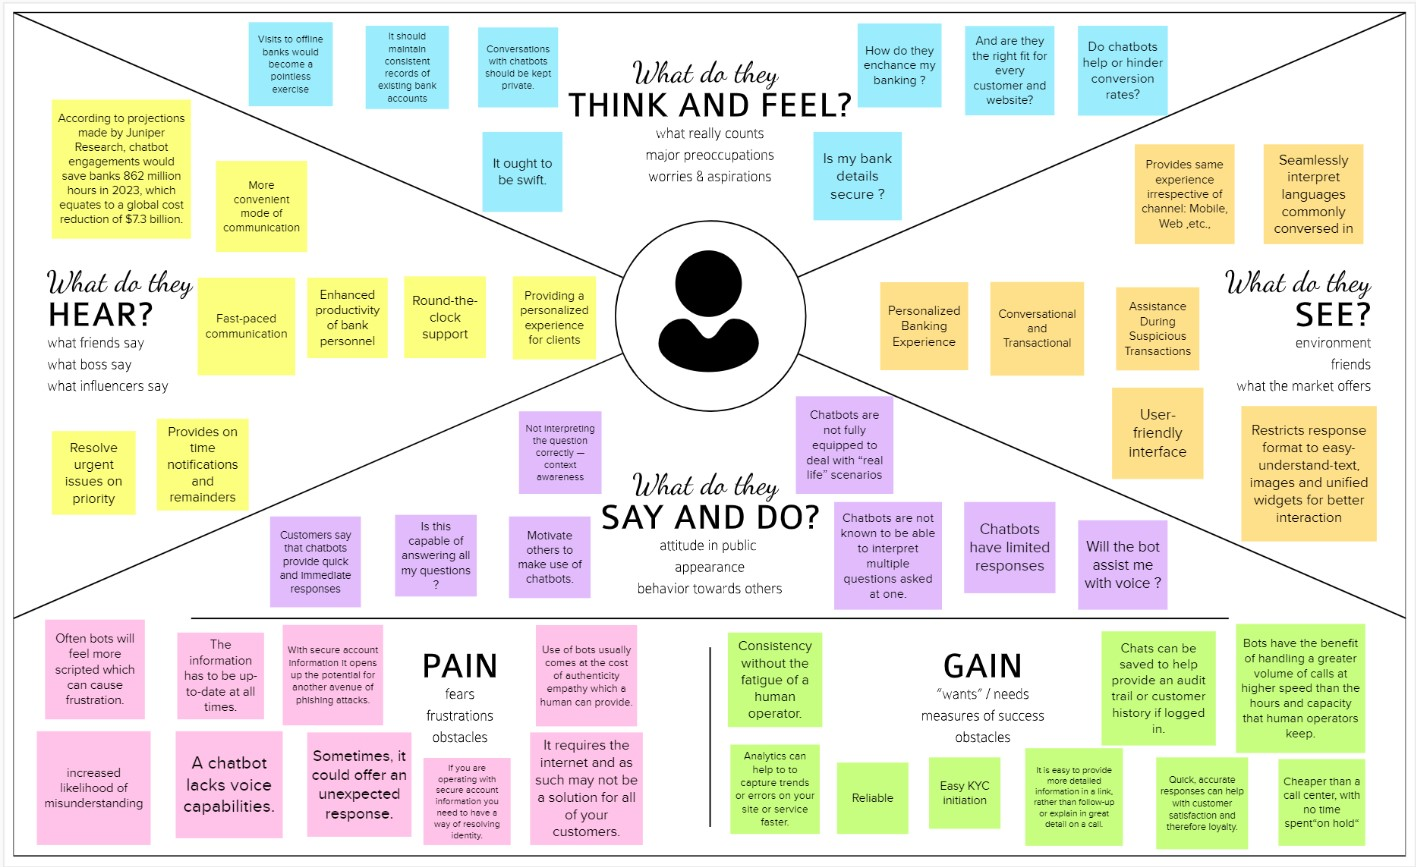 Visits to offline
banks would
become a
pointless
exercise
It should
maintain
consistent
records of
existing bank
accounts
Conversations
with chatbots
should be kept
private.
It ought to
be swift.
What do they
THINK AND FEEL?
what really counts
major preoccupations
worries & aspirations
How do they
enchance my
banking ?
And are they
the right fit for
every
customer and
website?
Do chatbots
help or hinder
conversion
rates?
Is my bank
details
secure ?
According to projections
made by Juniper
Research, chatbot
engagements would
save banks 862 million
hours in 2023, which
equates to a global cost
reduction of $7.3 billion.
More
convenient
mode of
communication
What do they
HEAR?
what friends say
what boss say
what influencers say
Fast-paced
communication
Enhanced
productivity
of bank
personnel
Round-the-
clock
support
Providing a
personalized
experience
for clients
Resolve
urgent
issues on
priority
Provides on
time
notifications
and
remainders
Provides same
experience
irrespective of
channel: Mobile,
Web ,etc.,
Seamlessly
interpret
languages
commonly
conversed in
Personalized
Banking
Experience
Conversational
and
Transactional
Assistance
During
Suspicious
Transactions
What do they
SEE?
environment
friends
what the market offers
User-
friendly
interface
Restricts response
format to easy-
understand-text,
images and unified
widgets for better
interaction
Not interpreting
the question
correctly —
context
awareness
Chatbots are
not fully
equipped to
deal with “real
life” scenarios
What do they
SAY AND DO?
attitude in public
appearance
behavior towards others
Customers say
that chatbots
provide quick
and immediate
responses
Is this
capable of
answering all
my questions
?
Motivate
others to
make use of
chatbots.
Chatbots are not
known to be able
to interpret
multiple
questions asked
at one.
Chatbots
have limited
responses
Will the bot
assist me
with voice ?
Often bots will
feel more
scripted which
can cause
frustration.
The
information
has to be up-
to-date at all
times.
With secure account
information it opens
up the potential for
another avenue of
phishing attacks.
PAIN
fears
frustrations
obstacles
Use of bots usually
comes at the cost
of authenticity
empathy which a
human can provide.
increased
likelihood of
misunderstanding
A chatbot
lacks voice
capabilities.
Sometimes, it
could offer an
unexpected
response.
If you are
operating with
secure account
information you
need to have a
way of resolving
identity.
It requires the
internet and as
such may not be
a solution for all
of your
customers.
Consistency
without the
fatigue of a
human
operator.
GAIN
“wants” / needs
measures of success
obstacles
Chats can be
saved to help
provide an audit
trail or customer
history if logged
in.
Bots have the benefit
of handling a greater
volume of calls at
higher speed than the
hours and capacity
that human operators
keep.
Analytics can
help to to
capture trends
or errors on your
site or service
faster.
Reliable
Easy KYC
initiation
It is easy to provide
more detailed
information in a link,
rather than follow-up
or explain in great
detail on a call.
Quick, accurate
responses can help
with customer
satisfaction and
therefore loyalty.
Cheaper than a
call center, with
no time
spent“on hold“